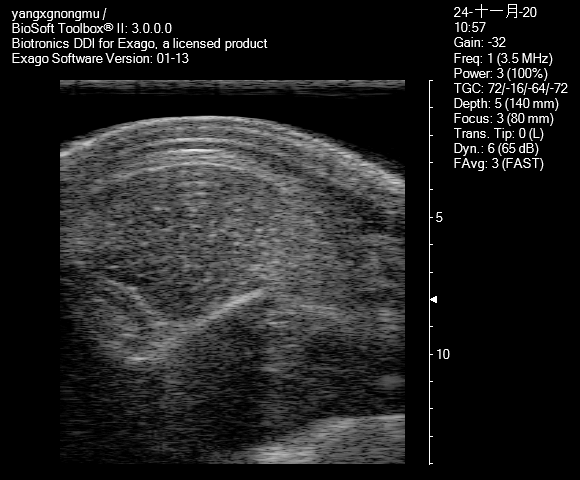 yangxgnongmu /
BioSoft Toolbox® II: 3.0.0.0
Biotronics DDI for Exago, a licensed product
Exago Software Version: 01-13
24-十一月-20
10:57
Gain: -32
Freq: 1 (3.5 MHz)
Power: 3 (100%)
TGC: 72/-16/-64/-72
Depth: 5 (140 mm)
Focus: 3 (80 mm)
Trans. Tip: 0 (L)
Dyn.: 6 (65 dB)
FAvg: 3 (FAST)
5
10